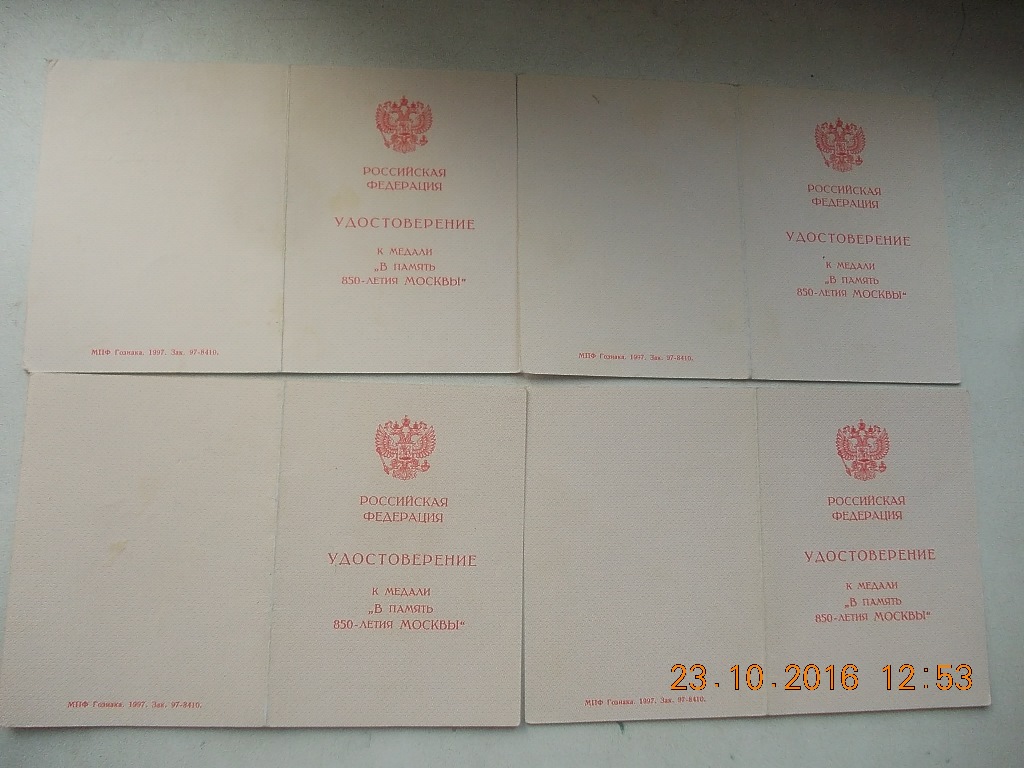 РОССИЙСКАЯ
ФЕДЕРАЦИЯ
УДОСТОВЕРЕНИЕ
К МЕДАЛИ
„В ПАМЯТЬ
850-ЛЕТИЯ МОСКВЫ“
МПФ Гознака. 1997. Зак. 97-8410.
РОССИЙСКАЯ
ФЕДЕРАЦИЯ
УДОСТОВЕРЕНИЕ
К МЕДАЛИ
„В ПАМЯТЬ
850-ЛЕТИЯ МОСКВЫ“
МПФ Гознака. 1997. Зак. 97-8410.
РОССИЙСКАЯ
ФЕДЕРАЦИЯ
УДОСТОВЕРЕНИЕ
К МЕДАЛИ
„В ПАМЯТЬ
850-ЛЕТИЯ МОСКВЫ“
МПФ Гознака. 1997. Зак. 97-8410.
РОССИЙСКАЯ
ФЕДЕРАЦИЯ
УДОСТОВЕРЕНИЕ
К МЕДАЛИ
„В ПАМЯТЬ
850-ЛЕТИЯ МОСКВЫ“
МПФ Гознака. 1997. Зак. 97-8410.
23.10.2016 12:53